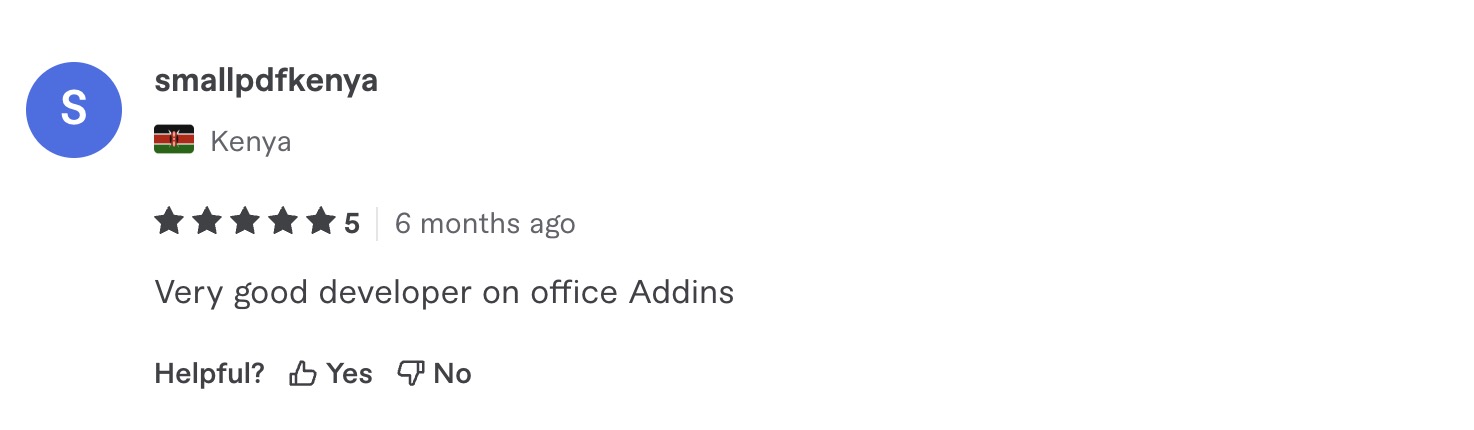 S
smallpdfkenya
Kenya
5 6 months ago
Very good developer on office Addins
Helpful? Yes No